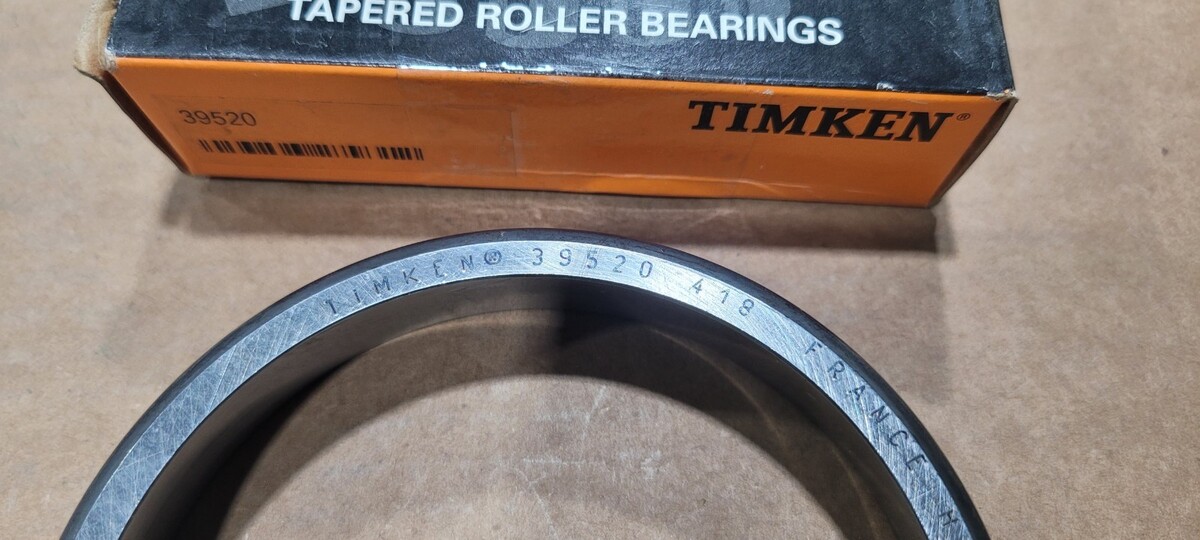 TAPERED ROLLER BEARINGS
39520
TIMKEN®
TIMKEN® 39520 418 FRANCE H